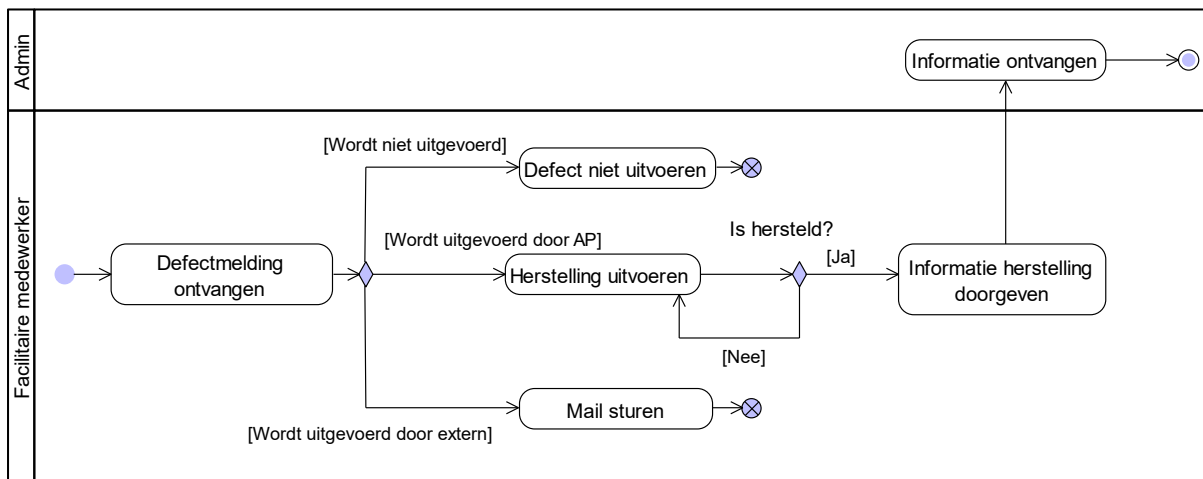 Admin
Informatie ontvangen
Facilitaire medewerker
[Wordt niet uitgevoerd]
Defect niet uitvoeren
Defectmelding
ontvangen
[Wordt uitgevoerd door AP]
Herstelling uitvoeren
Is hersteld?
[Ja]
[Nee]
Informatie herstelling
doorgeven
[Wordt uitgevoerd door extern]
Mail sturen